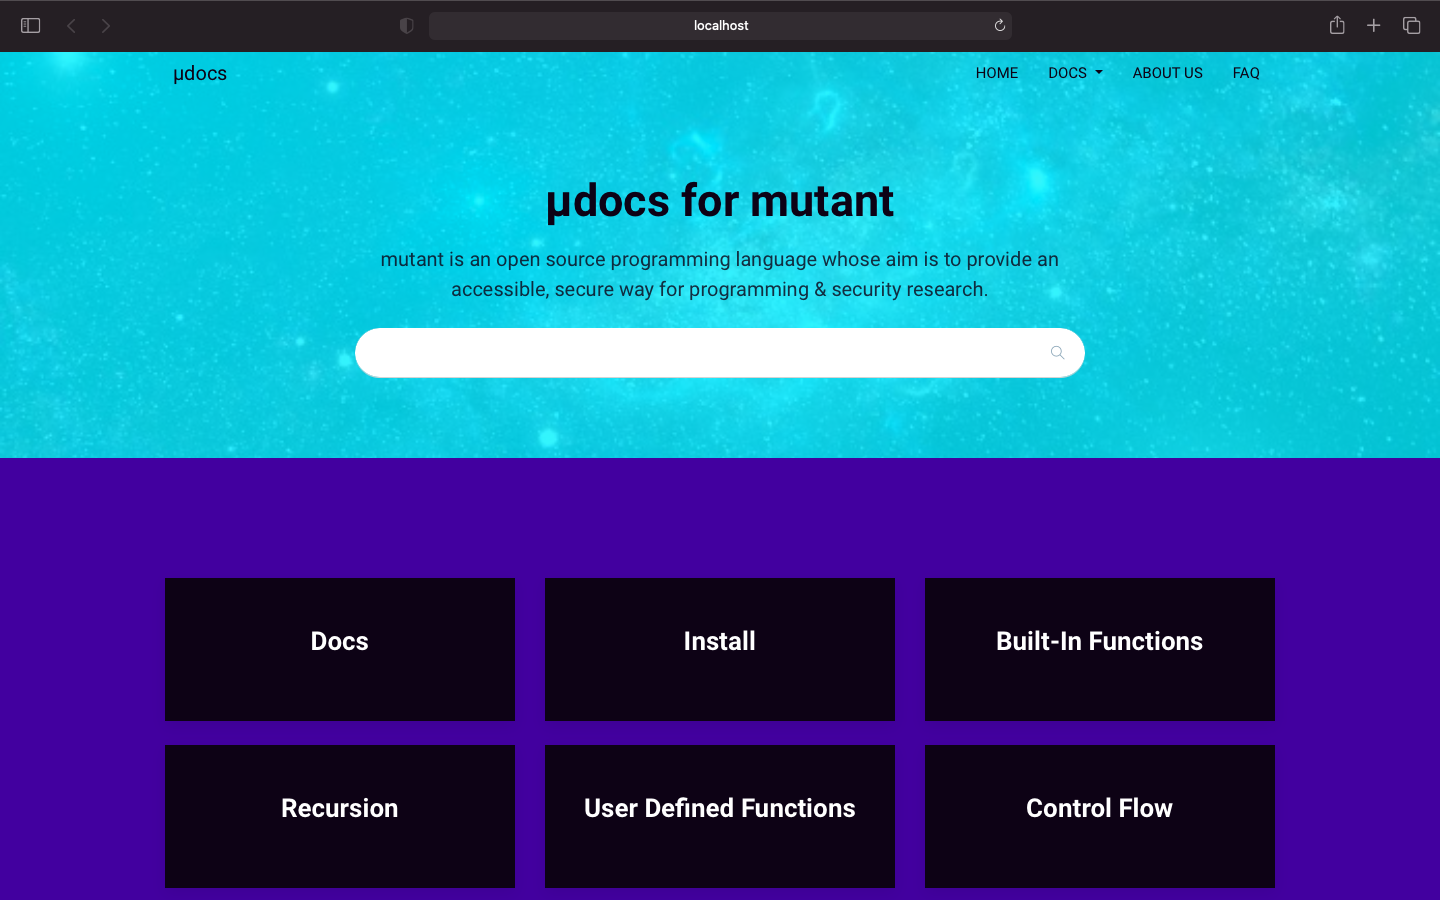 localhost
µdocs
HOME
DOCS
ABOUT US
FAQ
µdocs for mutant
mutant is an open source programming language whose aim is to provide an
accessible, secure way for programming & security research.
Docs
Install
Built-In Functions
Recursion
User Defined Functions
Control Flow